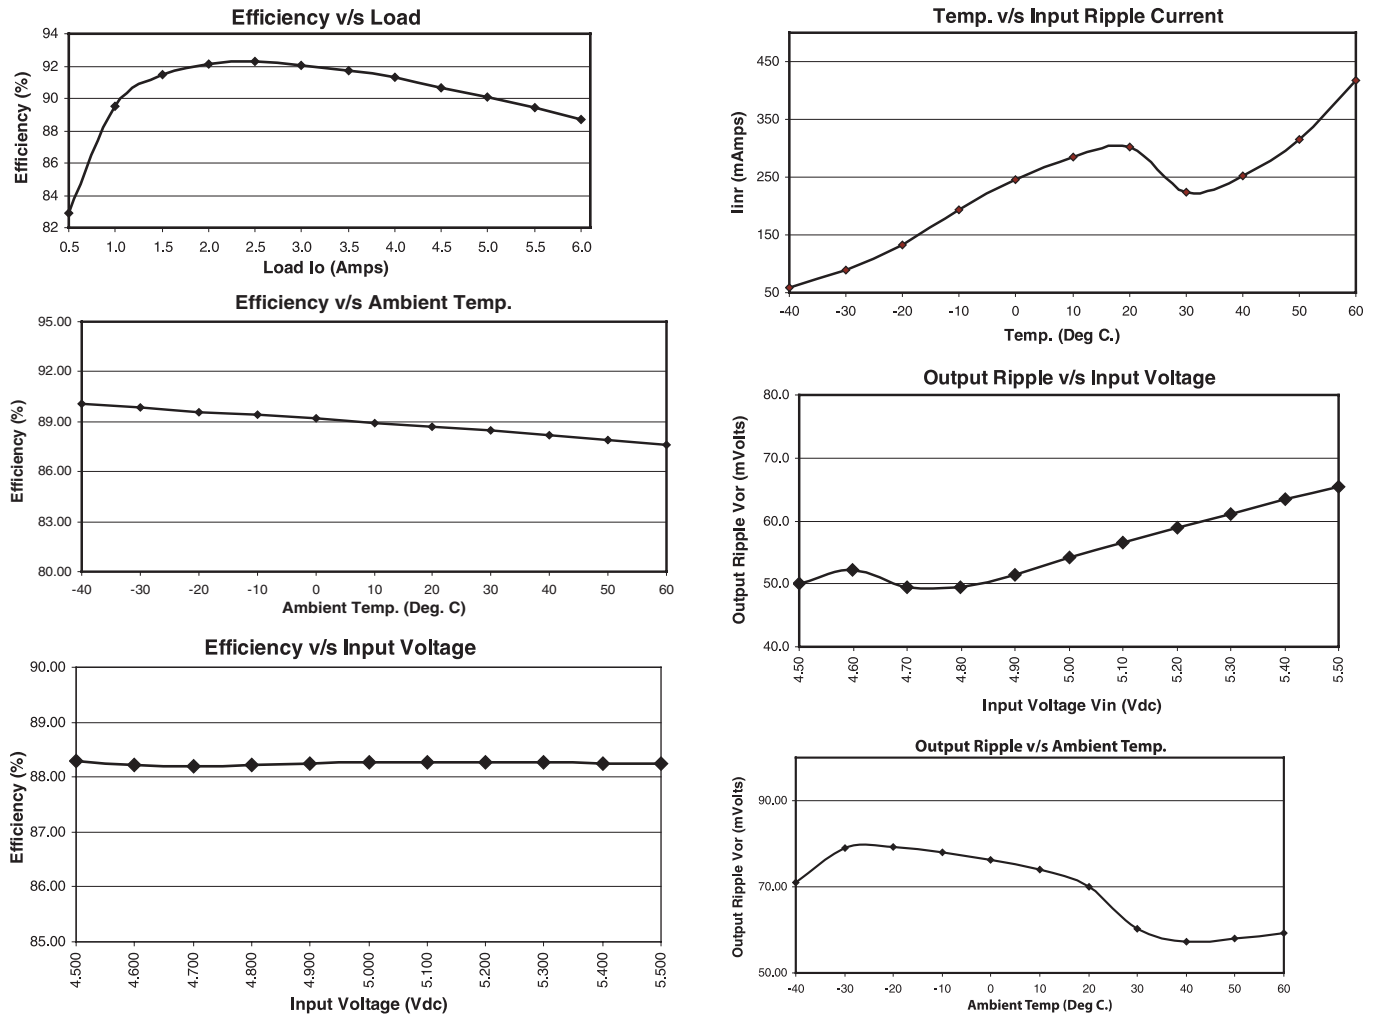 Efficiency v/s Load
Efficiency (%)
94
92
90
88
86
84
82
0.5 1.0 1.5 2.0 2.5 3.0 3.5 4.0 4.5 5.0 5.5 6.0
Load Io (Amps)
Efficiency v/s Ambient Temp.
Efficiency (%)
95.00
92.00
89.00
86.00
83.00
80.00
-40 -30 -20 -10 0 10 20 30 40 50 60
Ambient Temp. (Deg. C)
Efficiency v/s Input Voltage
Efficiency (%)
90.00
89.00
88.00
87.00
86.00
85.00
4.500 4.600 4.700 4.800 4.900 5.000 5.100 5.200 5.300 5.400 5.500
Input Voltage (Vdc)
Temp. v/s Input Ripple Current
Iinr (mAmps)
450
350
250
150
50
-40 -30 -20 -10 0 10 20 30 40 50 60
Temp. (Deg C.)
Output Ripple v/s Input Voltage
Output Ripple Vor (mVolts)
80.0
70.0
60.0
50.0
40.0
4.50 4.60 4.70 4.80 4.90 5.00 5.10 5.20 5.30 5.40 5.50
Input Voltage Vin (Vdc)
Output Ripple v/s Ambient Temp.
Output Ripple Vor (mVolts)
90.00
70.00
50.00
-40 -30 -20 -10 0 10 20 30 40 50 60
Ambient Temp (Deg C.)